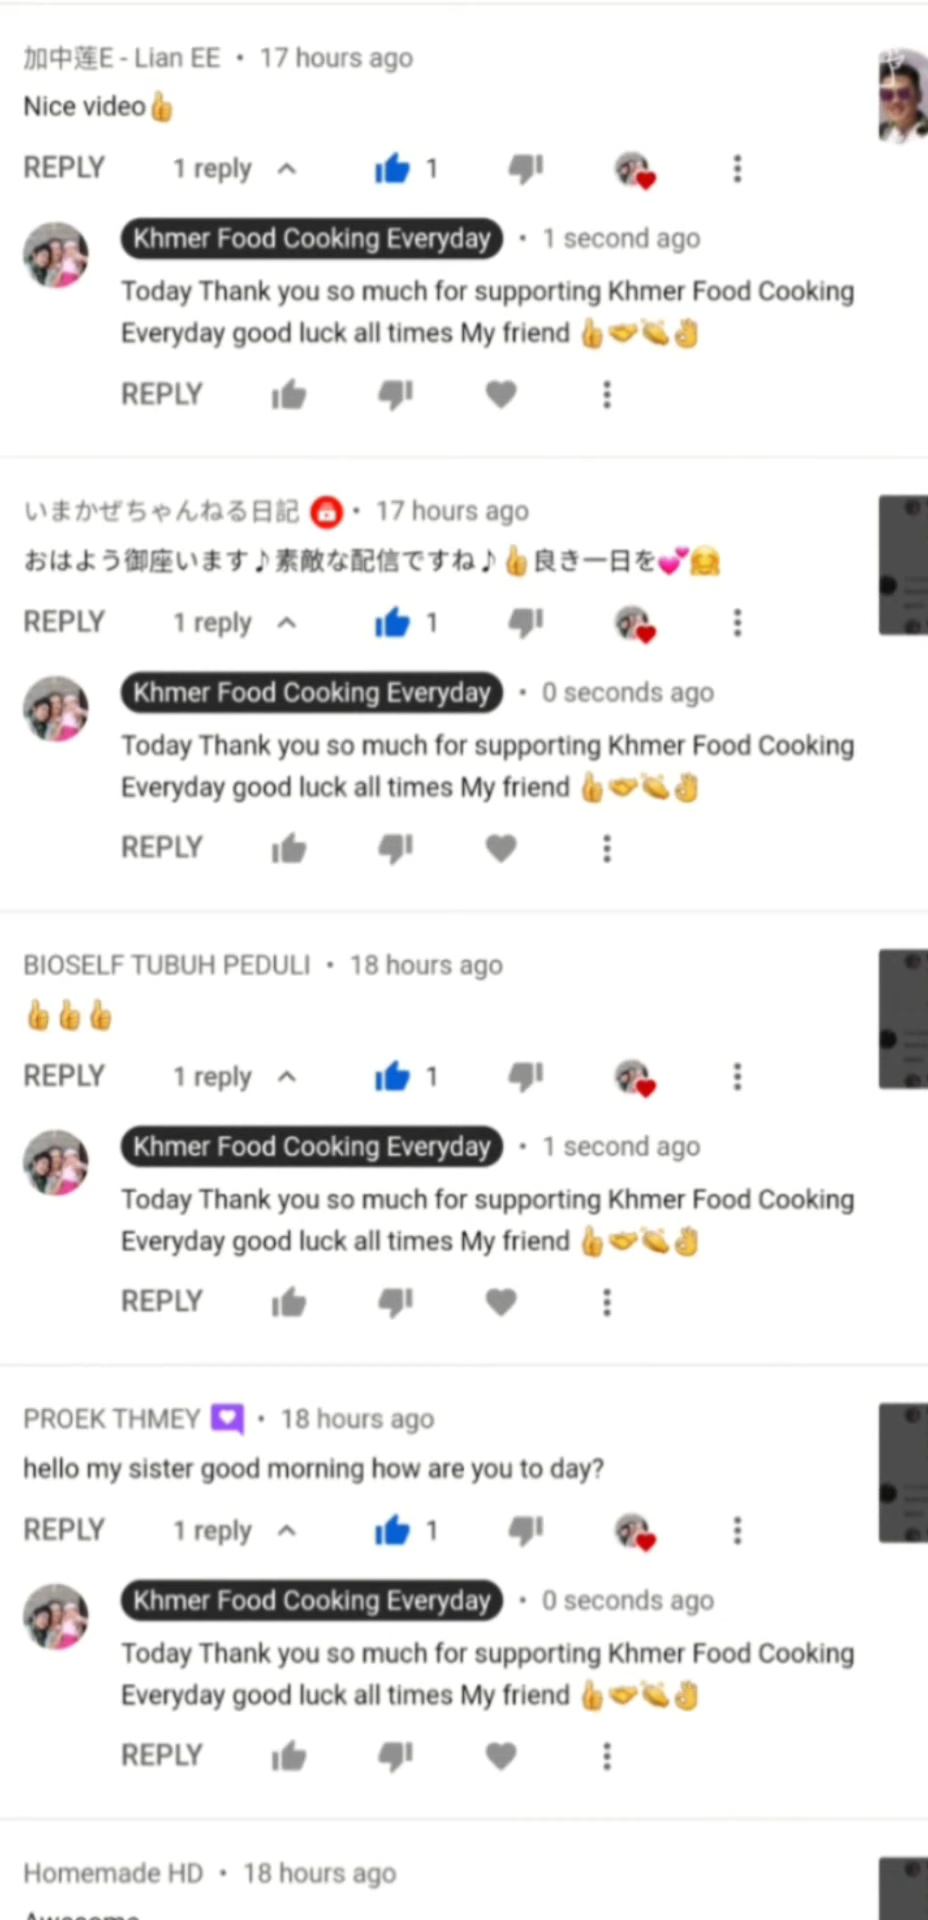 加中莲E - Lian EE • 17 hours ago
Nice video👍
REPLY 1 reply 1
Khmer Food Cooking Everyday • 1 second ago
Today Thank you so much for supporting Khmer Food Cooking
Everyday good luck all times My friend 👍🤝👏👌
REPLY
いまかぜちゃんねる日記 • 17 hours ago
おはよう御座います♪素敵な配信ですね♪👍良き一日を💕🤗
REPLY 1 reply 1
Khmer Food Cooking Everyday • 0 seconds ago
Today Thank you so much for supporting Khmer Food Cooking
Everyday good luck all times My friend 👍🤝👏👌
REPLY
BIOSELF TUBUH PEDULI • 18 hours ago
👍👍👍
REPLY 1 reply 1
Khmer Food Cooking Everyday • 1 second ago
Today Thank you so much for supporting Khmer Food Cooking
Everyday good luck all times My friend 👍🤝👏👌
REPLY
PROEK THMEY • 18 hours ago
hello my sister good morning how are you to day?
REPLY 1 reply 1
Khmer Food Cooking Everyday • 0 seconds ago
Today Thank you so much for supporting Khmer Food Cooking
Everyday good luck all times My friend 👍🤝👏👌
REPLY
Homemade HD • 18 hours ago
Awesome